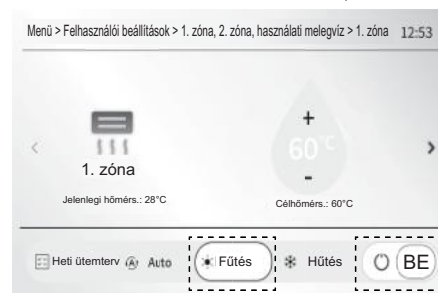 Menü > Felhasználói beállítások > 1. zóna, 2. zóna, használati melegvíz > 1. zóna 12:53
+
60°C
-
1. zóna
Jelenlegi hőmérs.: 28°C
Célhőmérs.: 60°C
Heti ütemterv Auto Fűtés Hűtés BE